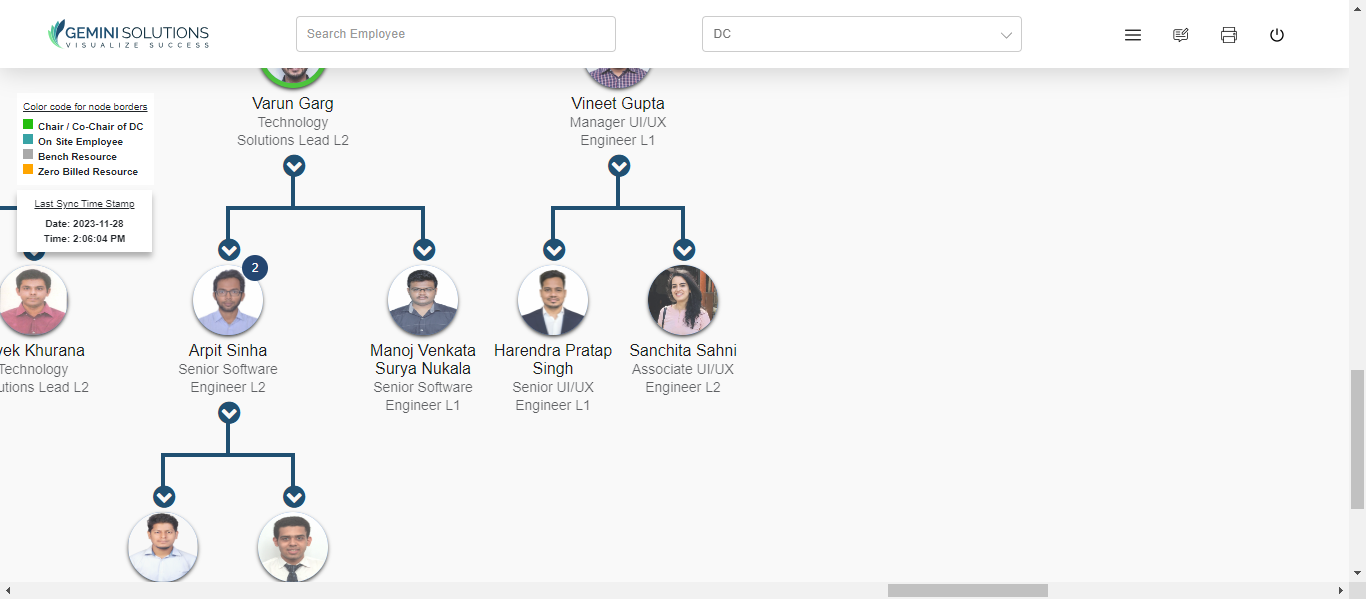 GEMINI SOLUTIONS
VISUALIZE SUCCESS
Search Employee
DC
Color code for node borders
Chair / Co-Chair of DC
On Site Employee
Bench Resource
Zero Billed Resource
Last Sync Time Stamp
Date: 2023-11-28
Time: 2:06:04 PM
Varun Garg
Technology
Solutions Lead L2
Vineet Gupta
Manager UI/UX
Engineer L1
2
Khurana
Technology
Lead L2
Arpit Sinha
Senior Software
Engineer L2
Manoj Venkata
Surya Nukala
Senior Software
Engineer L1
Harendra Pratap
Singh
Senior UI/UX
Engineer L1
Sanchita Sahni
Associate UI/UX
Engineer L2